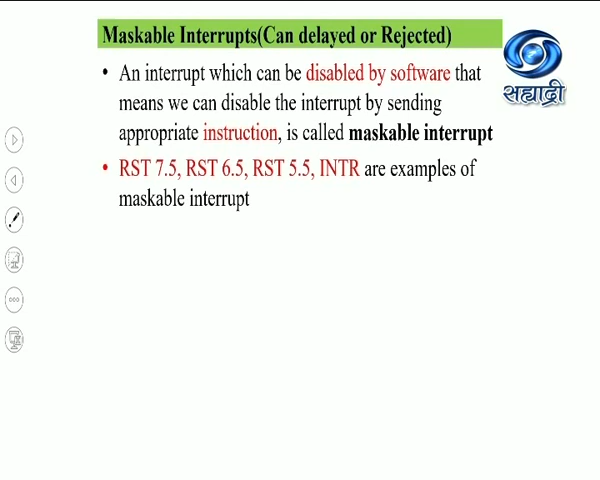 Maskable Interrupts(Can delayed or Rejected)
• An interrupt which can be disabled by software that
means we can disable the interrupt by sending
appropriate instruction, is called maskable interrupt
• RST 7.5, RST 6.5, RST 5.5, INTR are examples of
maskable interrupt
सह्याद्री